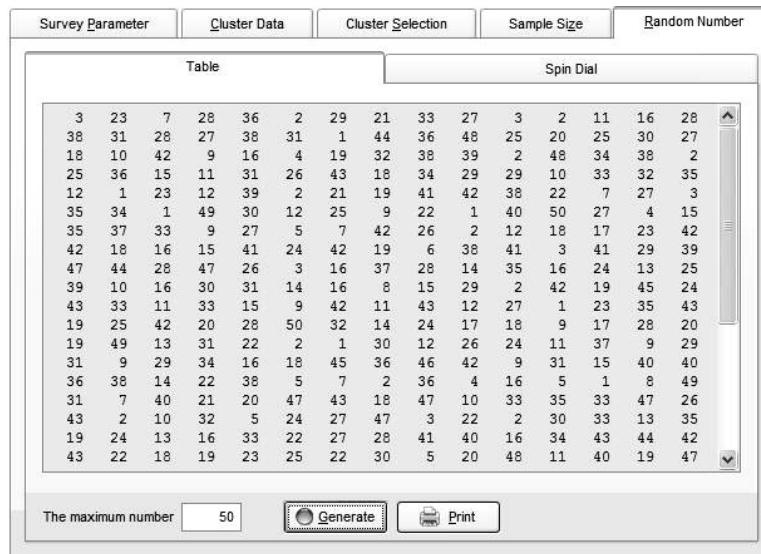 Survey Parameter Cluster Data Cluster Selection Sample Size Random Number
Table Spin Dial
3 23 7 28 36 2 29 21 33 27 3 2 11 16 28
38 31 28 27 38 31 1 44 36 48 25 20 25 30 27
18 10 42 9 16 4 19 32 38 39 2 48 34 38 2
25 36 15 11 31 26 43 18 34 29 29 10 33 32 35
12 1 23 12 39 2 21 19 41 42 38 22 7 27 3
35 34 1 49 30 12 25 9 22 1 40 50 27 4 15
35 37 33 9 27 5 7 42 26 2 12 18 17 23 42
42 18 16 15 41 24 42 19 6 38 41 3 41 29 39
47 44 28 47 26 3 16 37 28 14 35 16 24 13 25
39 10 16 30 31 14 16 8 15 29 2 42 19 45 24
43 33 11 33 15 9 42 11 43 12 27 1 23 35 43
19 25 42 20 28 50 32 14 24 17 18 9 17 28 20
19 49 13 31 22 2 1 30 12 26 24 11 37 9 29
31 9 29 34 16 18 45 36 46 42 9 31 15 40 40
36 38 14 22 38 5 7 2 36 4 16 5 1 8 49
31 7 40 21 20 47 43 18 47 10 33 35 33 47 26
43 2 10 32 5 24 27 47 3 22 2 30 33 13 35
19 24 13 16 33 22 27 28 41 40 16 34 43 44 42
43 22 18 19 23 25 22 30 5 20 48 11 40 19 47
The maximum number 50 Generate Print